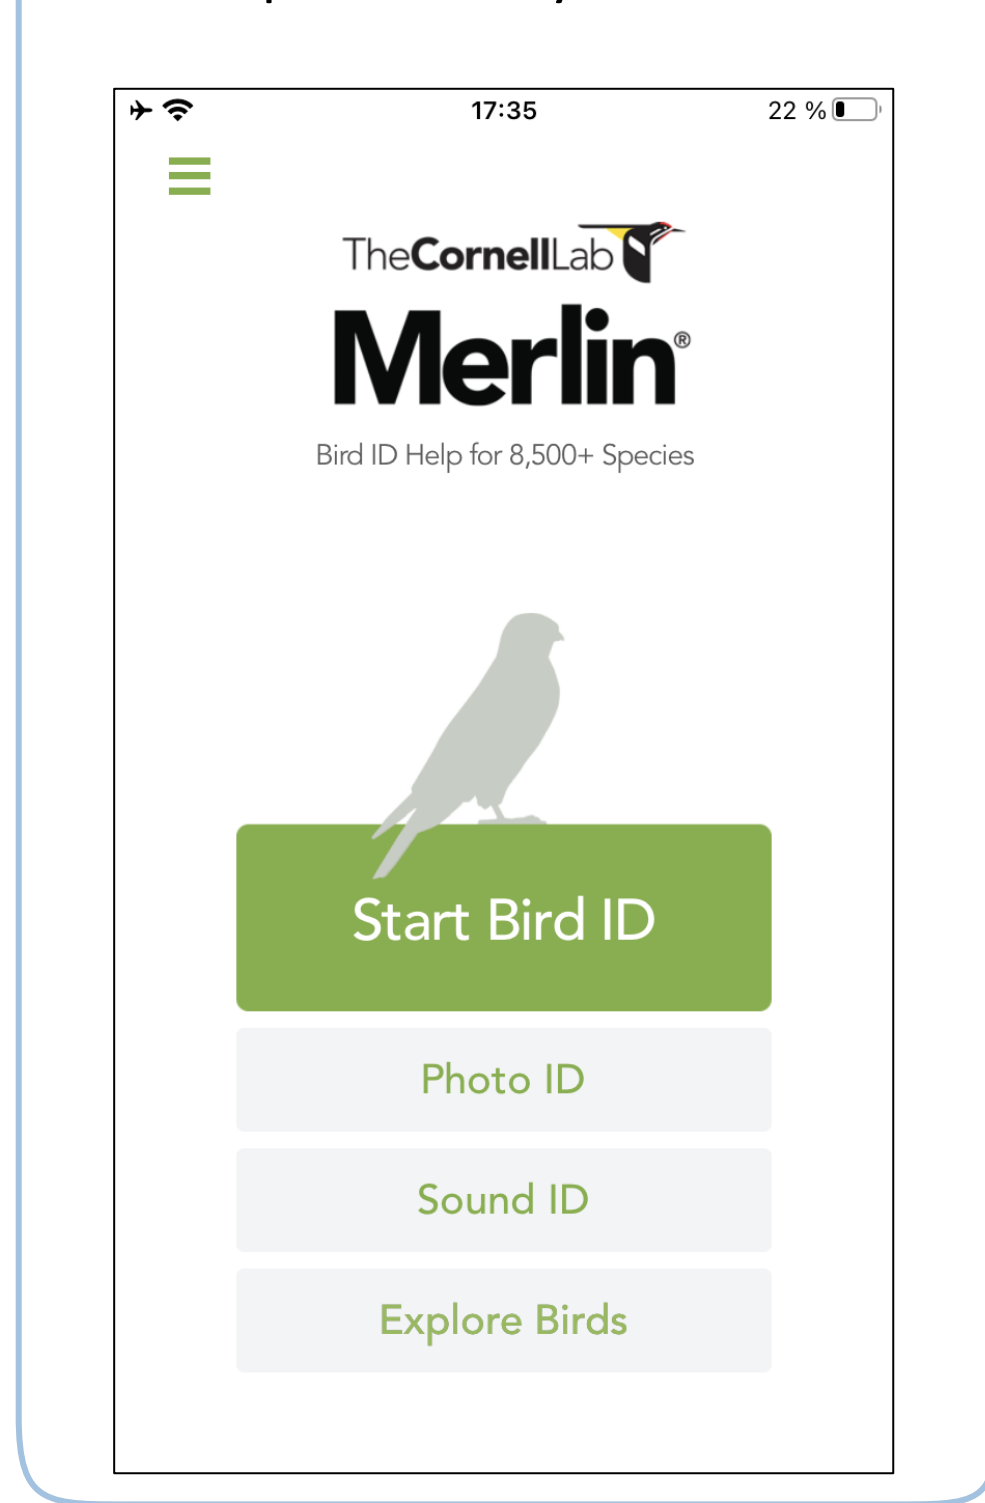 17:35
22 %
TheCornellLab
Merlin®
Bird ID Help for 8,500+ Species
Start Bird ID
Photo ID
Sound ID
Explore Birds